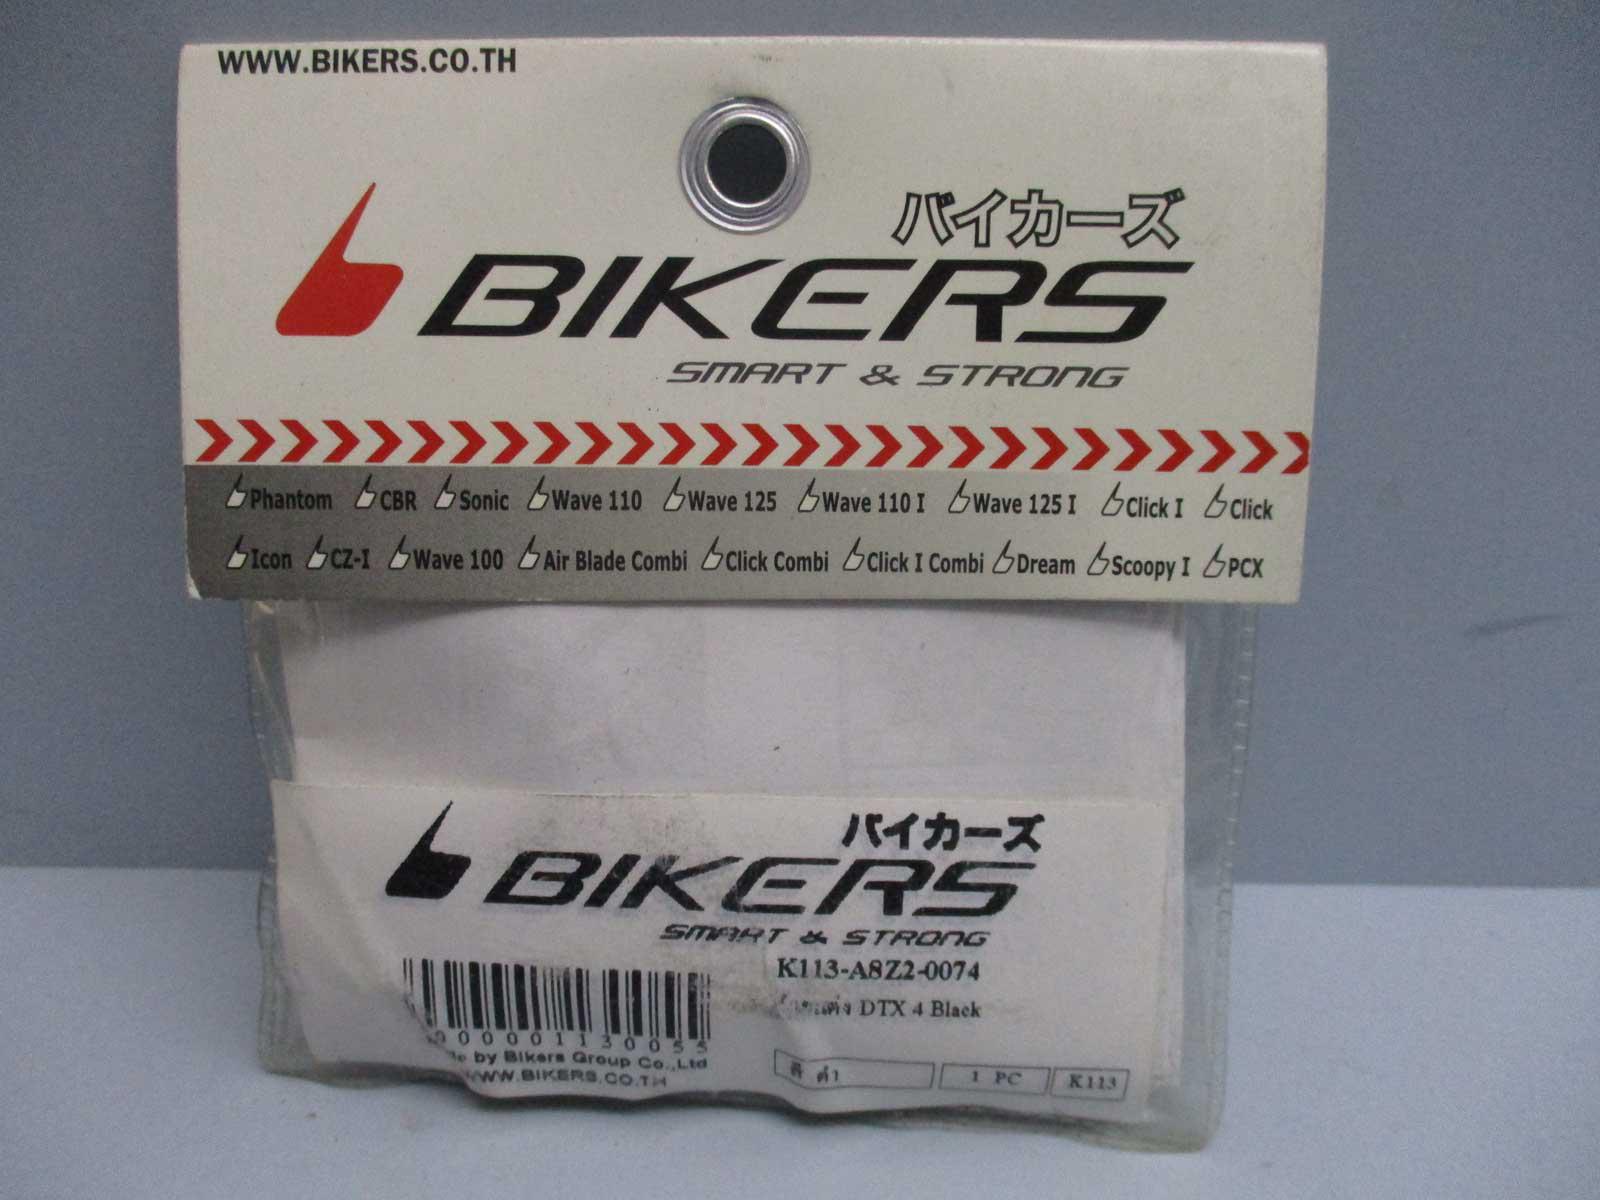 WWW.BIKERS.CO.TH
バイカーズ
BIKERS
SMART & STRONG
Phantom CBR Sonic Wave 110 Wave 125 Wave 110 I Wave 125 I Click I Click
Icon CZ-I Wave 100 Air Blade Combi Click Combi Click I Combi Dream Scoopy I PCX
バイカーズ
BIKERS
SMART & STRONG
K113-A8Z2-0074
DTX 4 Black
by Bikers Group Co.,Ltd
WWW.BIKERS.CO.TH
สี ดำ 1 PC K113